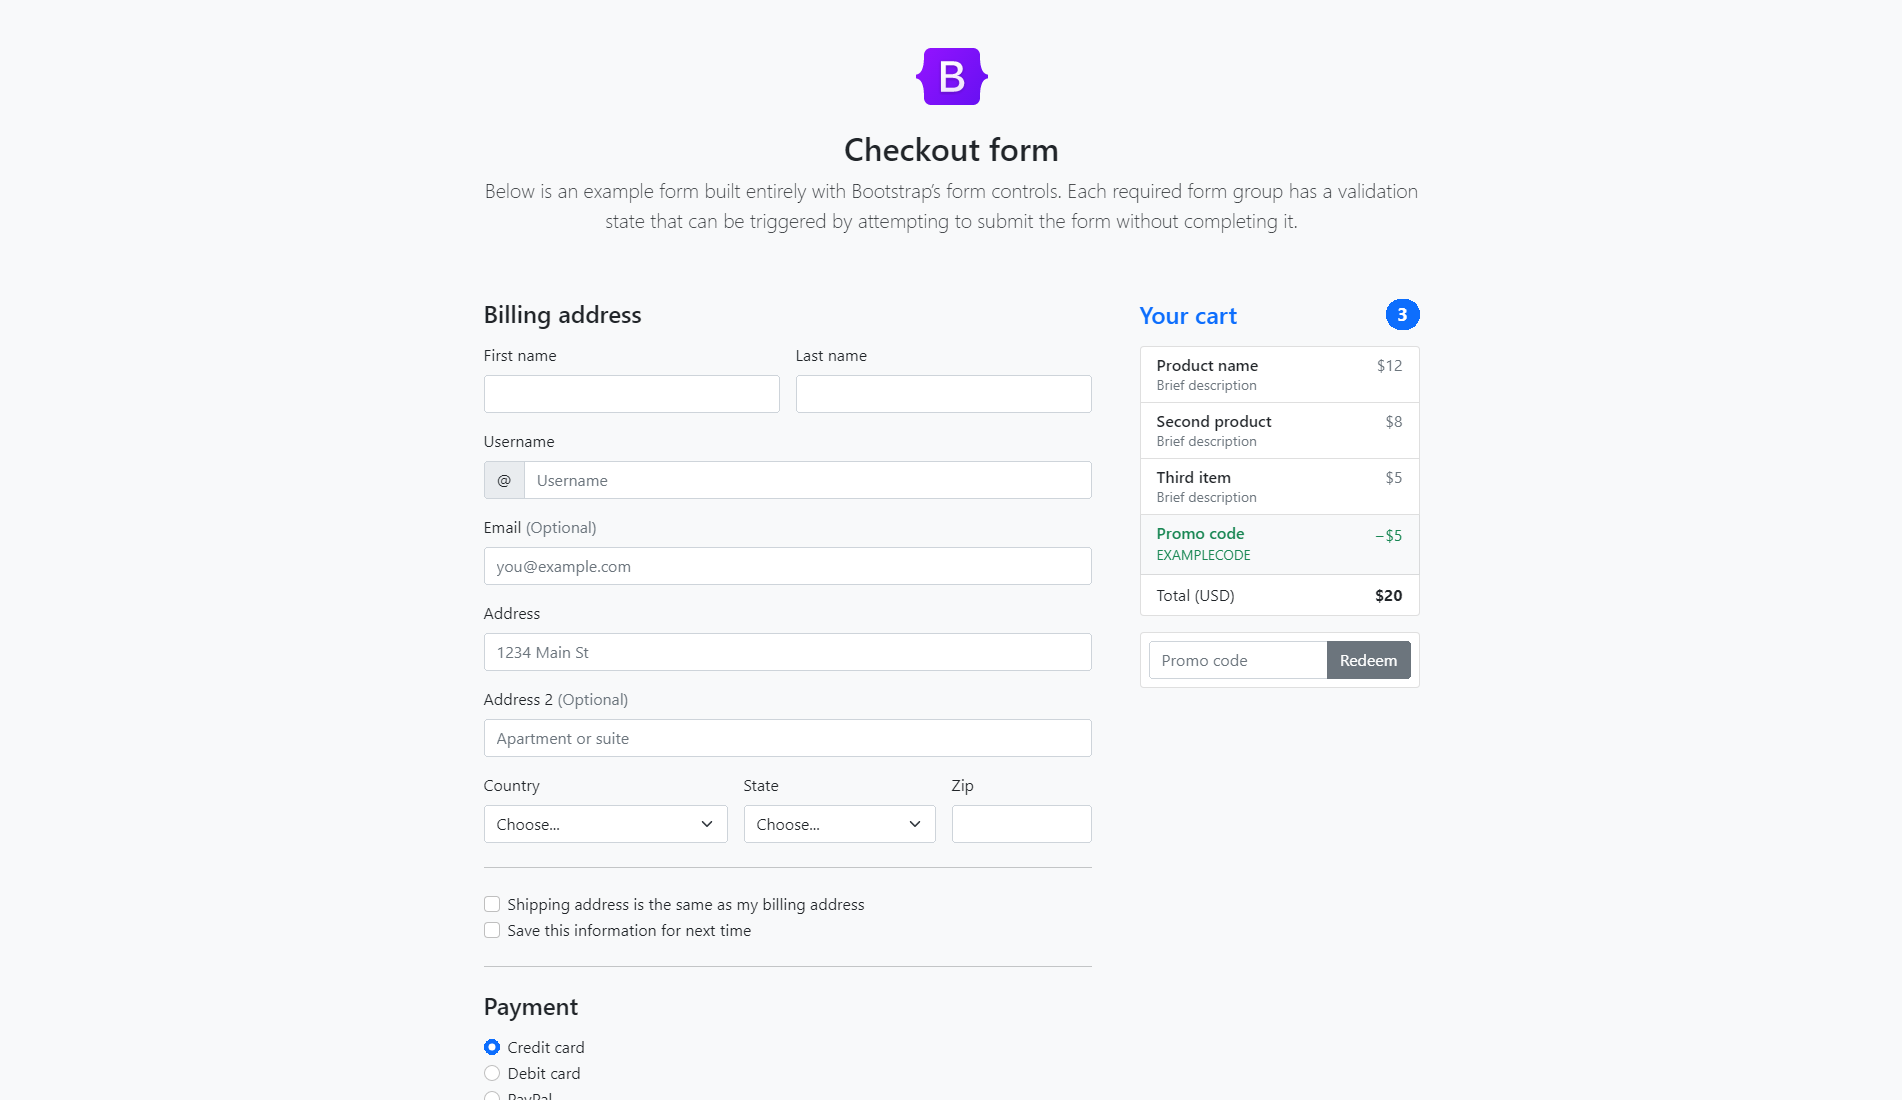 B
Checkout form
Below is an example form built entirely with Bootstrap’s form controls. Each required form group has a validation
state that can be triggered by attempting to submit the form without completing it.
Billing address
First name
Last name
Username
@ Username
Email (Optional)
you@example.com
Address
1234 Main St
Address 2 (Optional)
Apartment or suite
Country
State
Zip
Choose...
Choose...
Shipping address is the same as my billing address
Save this information for next time
Payment
Credit card
Debit card
PayPal
Your cart
3
Product name $12
Brief description
Second product $8
Brief description
Third item $5
Brief description
Promo code −$5
EXAMPLECODE
Total (USD) $20
Promo code
Redeem